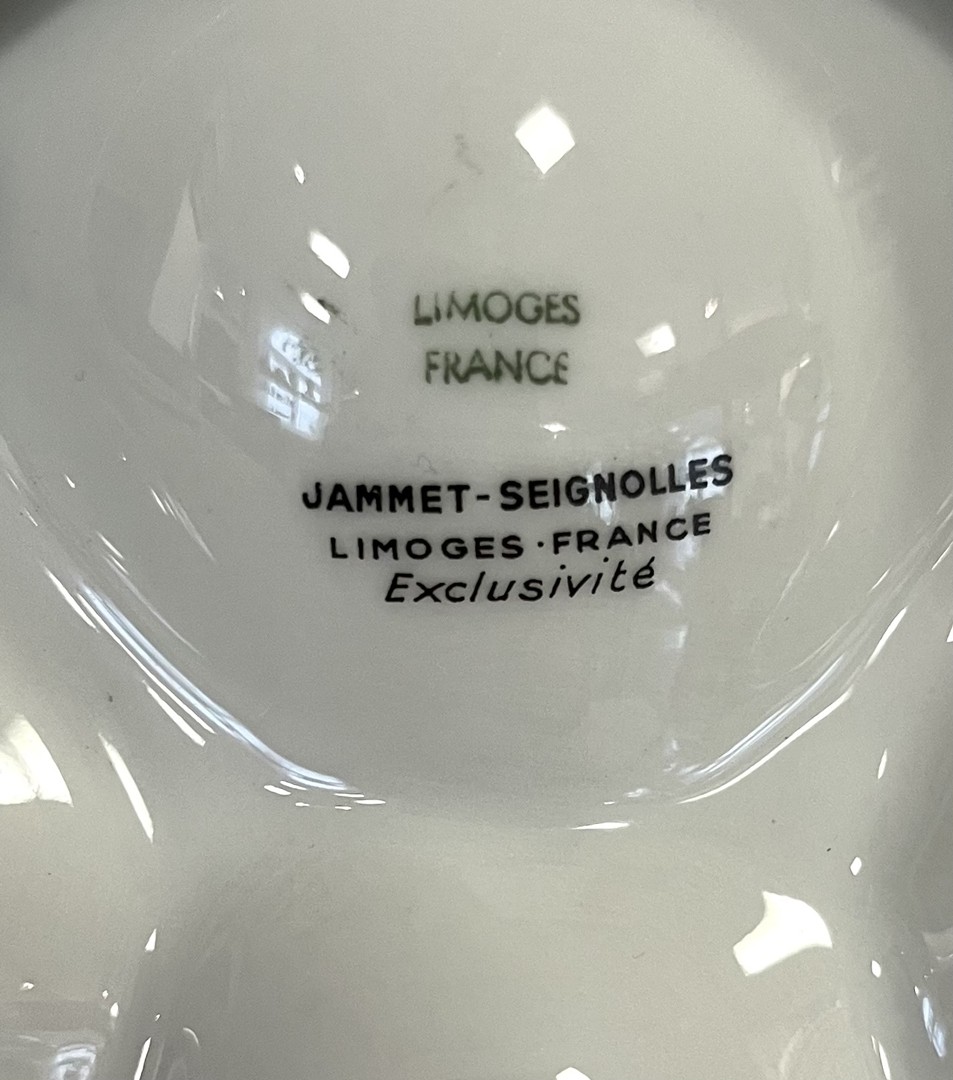 LIMOGES
FRANCE
JAMMET-SEIGNOLLES
LIMOGES · FRANCE
Exclusivité